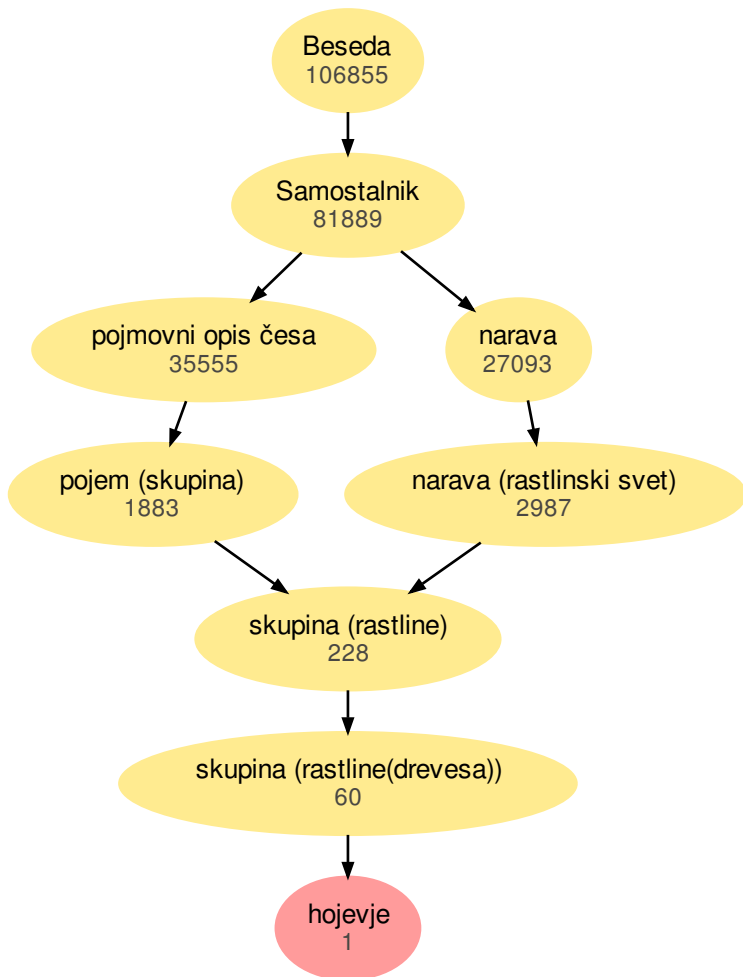 Beseda
106855
Samostalnik
81889
pojmovni opis česa
35555
narava
27093
pojem (skupina)
1883
narava (rastlinski svet)
2987
skupina (rastline)
228
skupina (rastline(drevesa))
60
hojevje
1